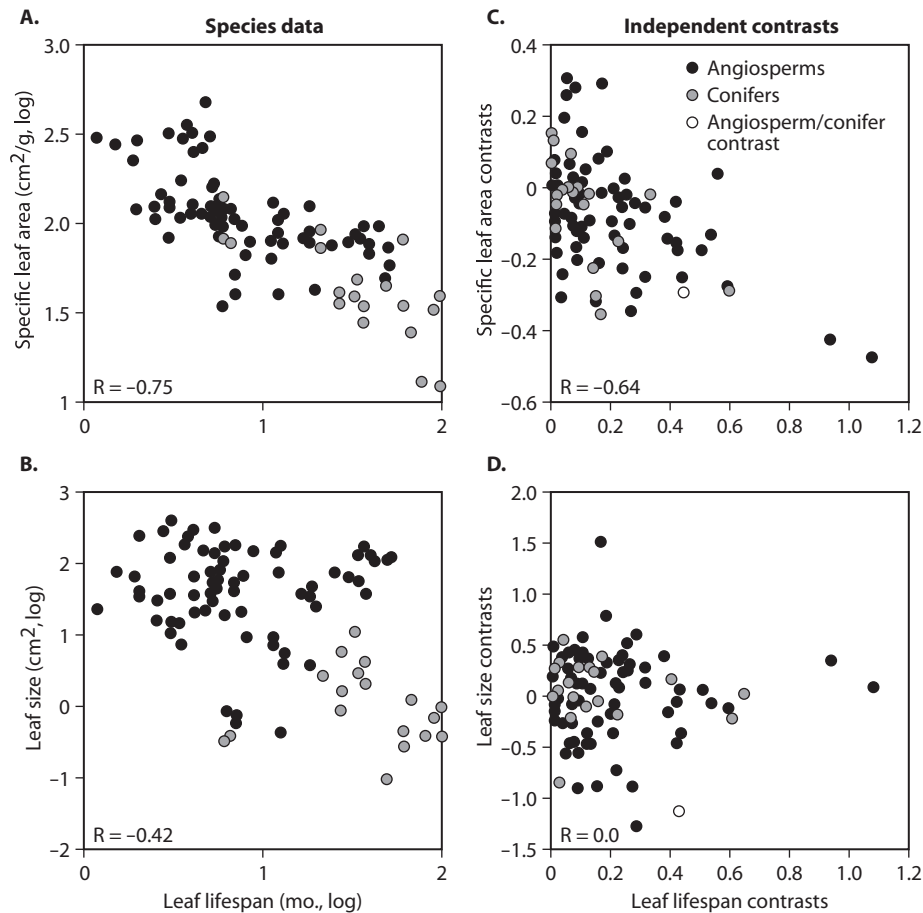 A.
Species data
Specific leaf area (cm2/g, log)
3.0
2.5
2.0
1.5
1
R = –0.75
0
1
2
C.
Independent contrasts
Angiosperms
Conifers
Angiosperm/conifer
contrast
Specific leaf area contrasts
0.4
0.2
0
–0.2
–0.4
–0.6
R = –0.64
0
0.2
0.4
0.6
0.8
1.0
1.2
B.
Leaf size (cm2, log)
3
2
1
0
–1
–2
R = –0.42
0
1
2
Leaf lifespan (mo., log)
D.
Leaf size contrasts
2.0
1.5
1.0
0.5
0
–0.5
–1.0
–1.5
R = 0.0
0
0.2
0.4
0.6
0.8
1.0
1.2
Leaf lifespan contrasts